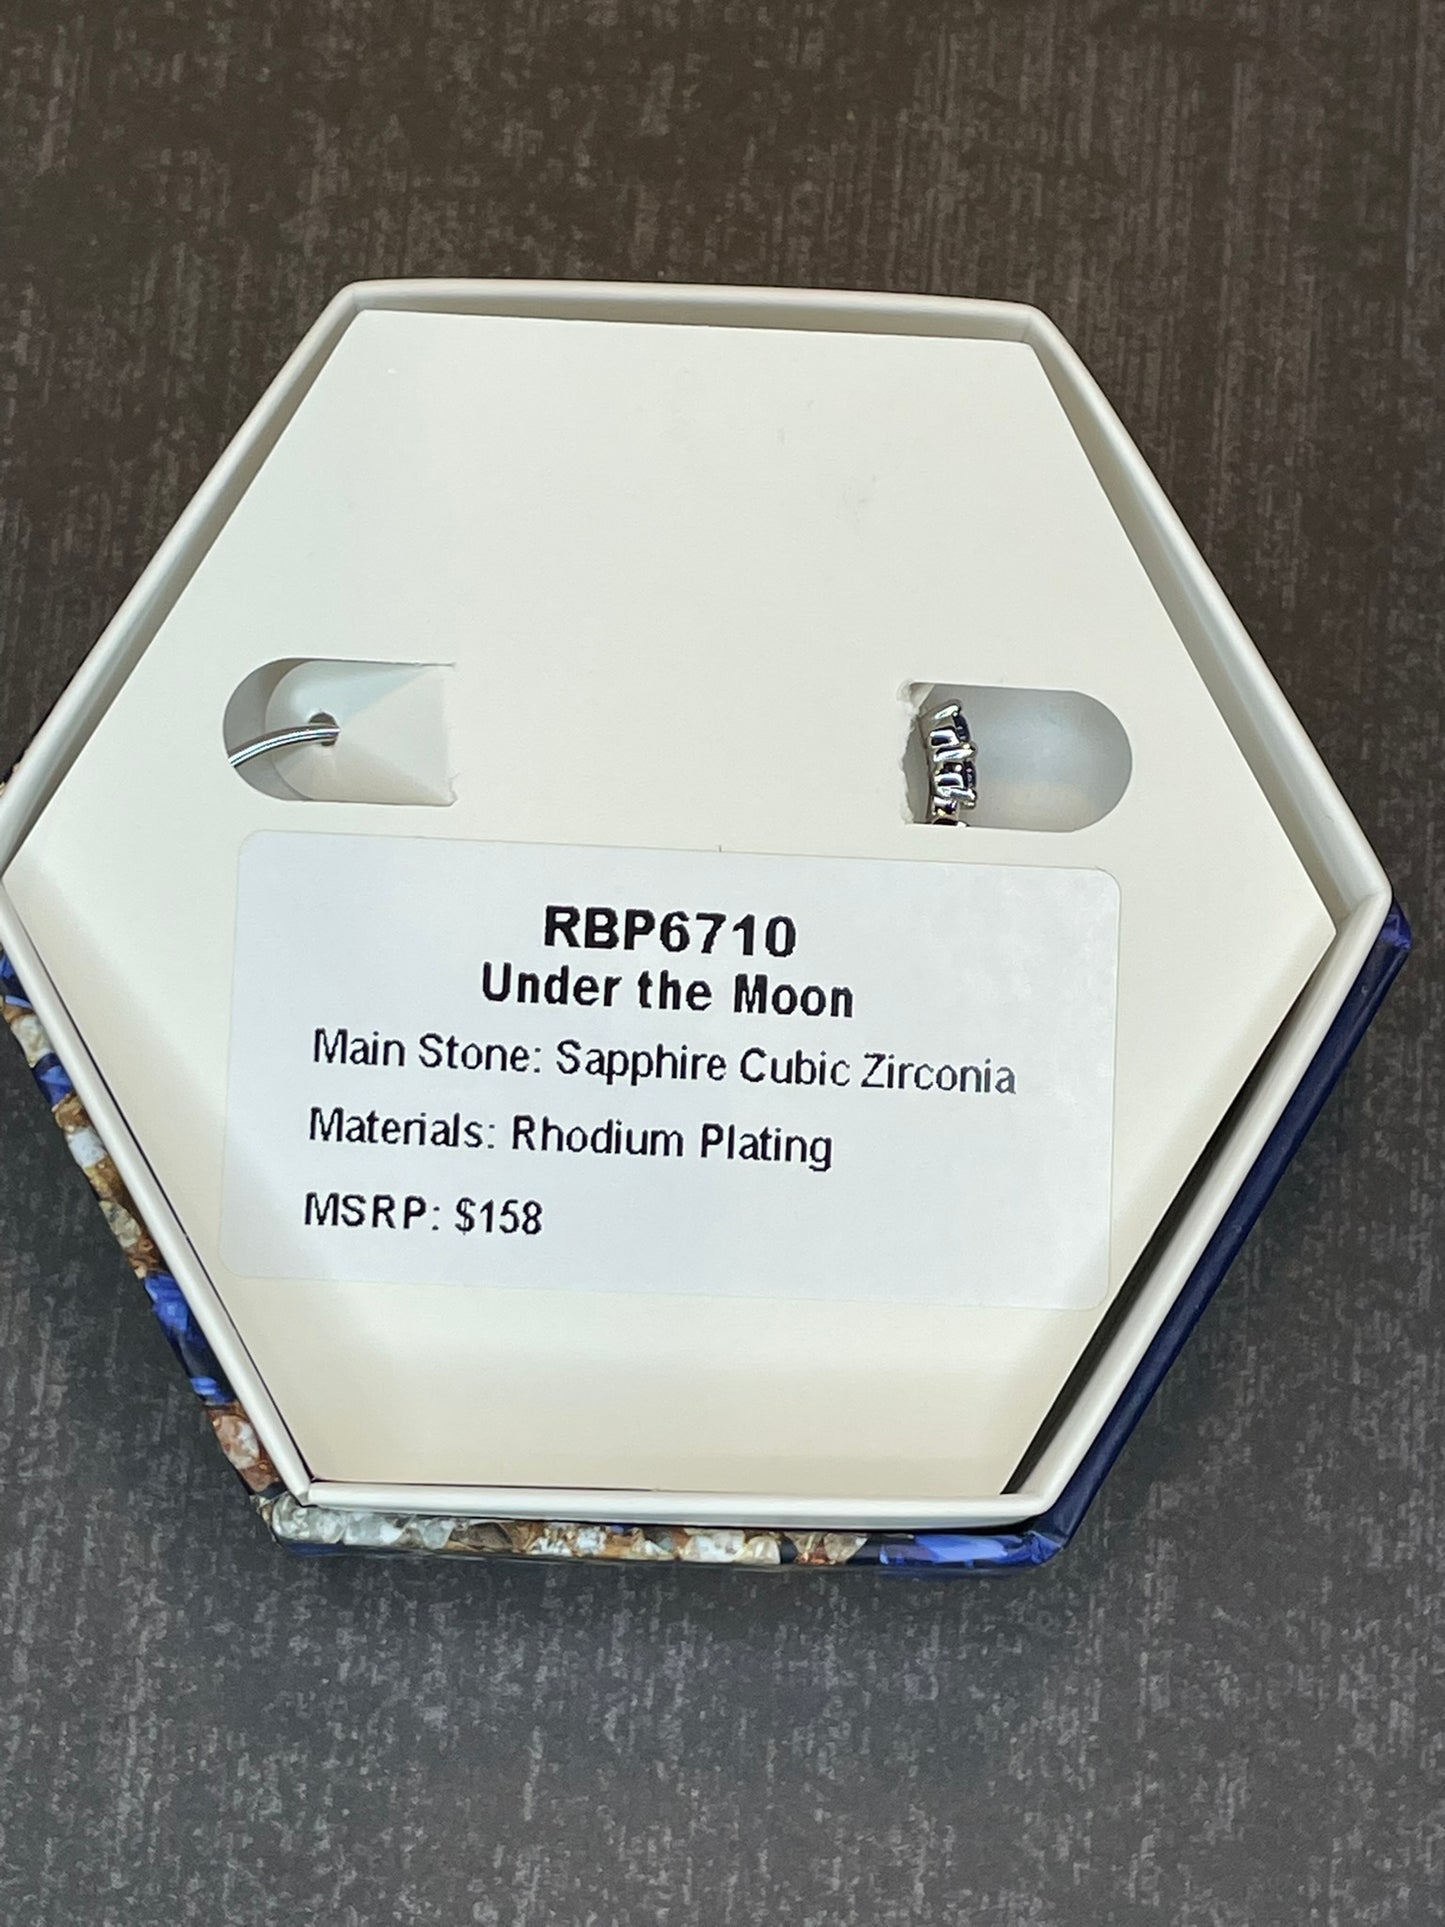 RBP6710
Under the Moon
Main Stone: Sapphire Cubic Zirconia
Materials: Rhodium Plating
MSRP: $158